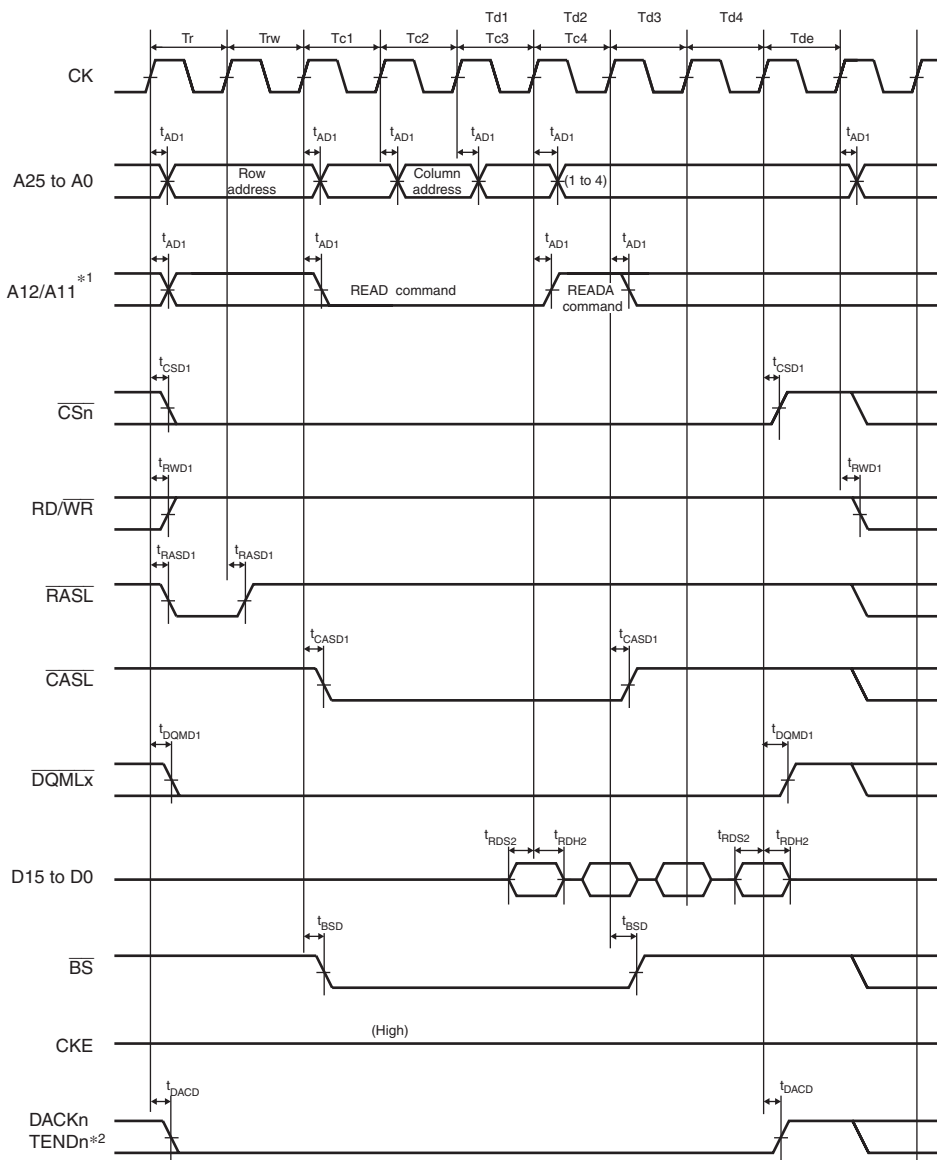 Td1 Td2 Td3 Td4
Tr Trw Tc1 Tc2 Tc3 Tc4 Tde
CK
tAD1 tAD1 tAD1 tAD1 tAD1 tAD1
A25 to A0 Row address Column address (1 to 4)
tAD1 tAD1 tAD1 tAD1
A12/A11*1 READ command READA command
tCSD1 tCSD1
CSn
tRWD1 tRWD1
RD/WR
tRASD1 tRASD1
RASL
tCASD1 tCASD1
CASL
tDQMD1 tDQMD1
DQMLx
tRDS2 tRDH2 tRDS2 tRDH2
D15 to D0
tBSD tBSD
BS
(High)
CKE
tDACD tDACD
DACKn
TENDn*2